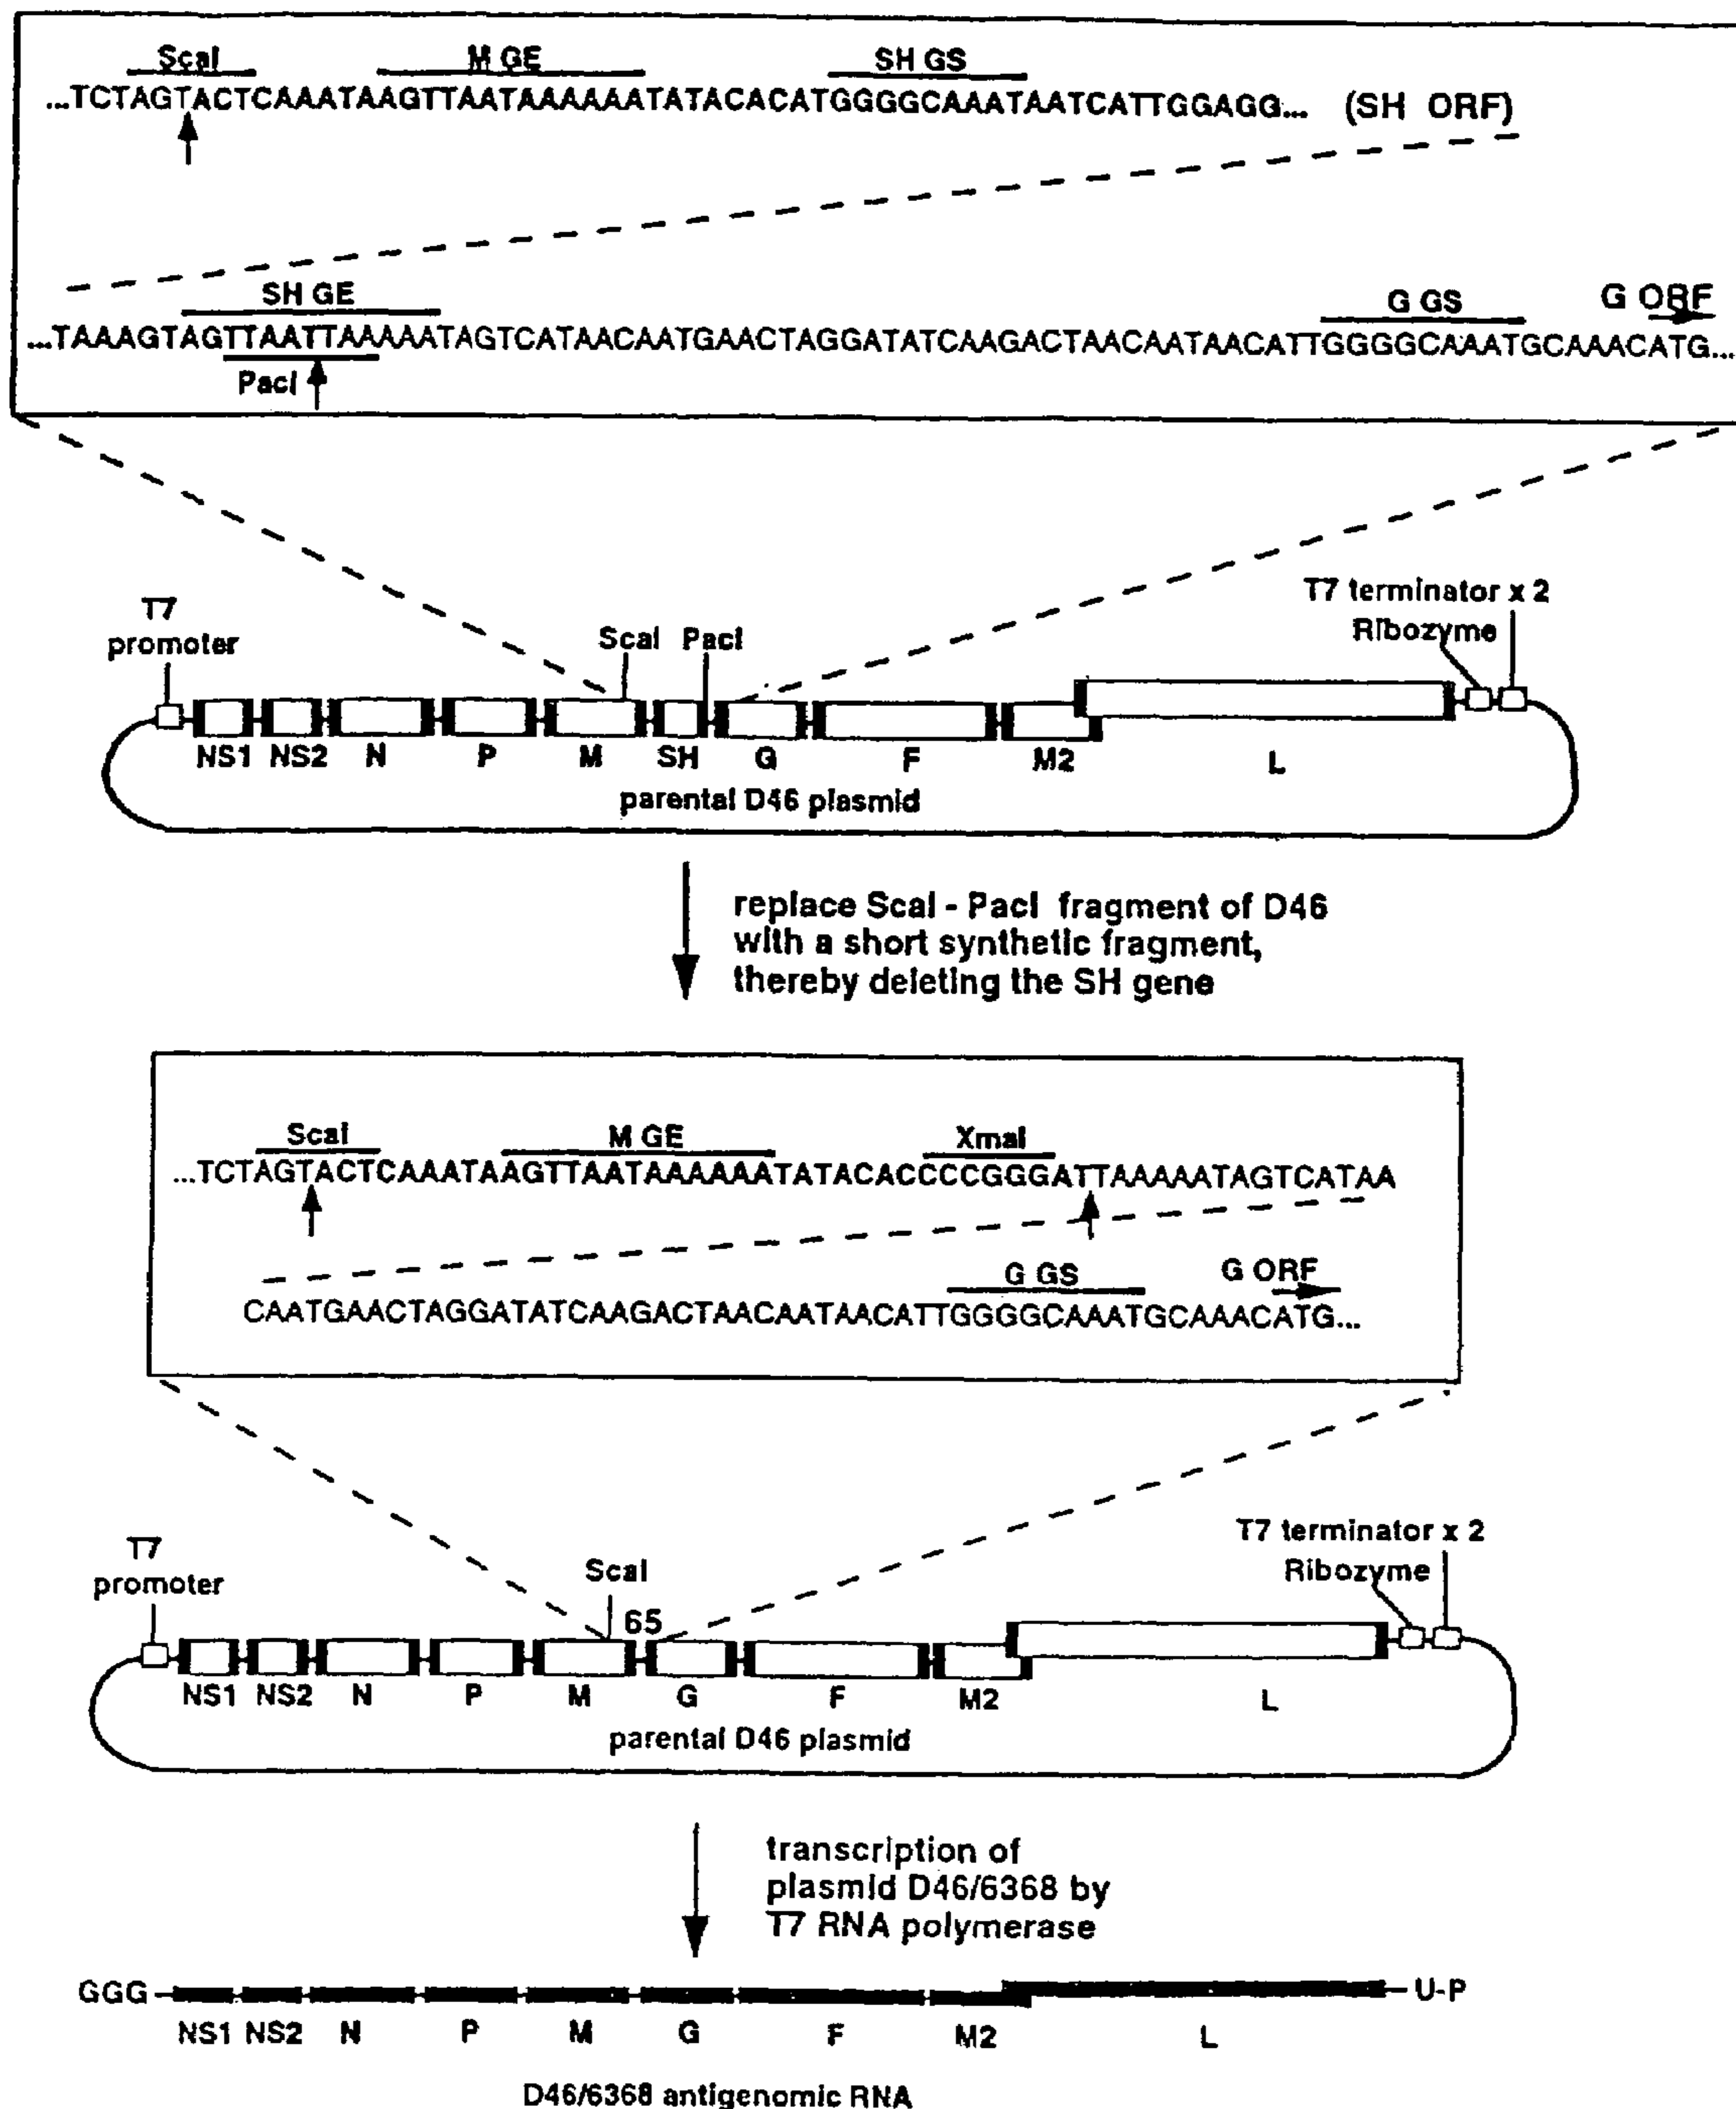 ScaI M GE SH GS
...TCTAGTACTCAAATAAGTTAATAAAAAATATACACATGGGGCAAATAATCATTGGAGG... (SH ORF)
SH GE G GS G ORF
...TAAAGTAGTTAATTAAAAATAGTCATAACAATGAACTAGGATATCAAGACTAACAATAACATTGGGGCAAATGCAAACATG...
PacI
T7 promoter
ScaI PacI
T7 terminator x 2
Ribozyme
NS1 NS2 N P M SH G F M2 L
parental D46 plasmid
replace ScaI - PacI fragment of D46
with a short synthetic fragment,
thereby deleting the SH gene
ScaI M GE XmaI
...TCTAGTACTCAAATAAGTTAATAAAAAATATACACCCCGGGATTAAAAATAGTCATAA
G GS G ORF
CAATGAACTAGGATATCAAGACTAACAATAACATTGGGGCAAATGCAAACATG...
T7 promoter
ScaI
65
T7 terminator x 2
Ribozyme
NS1 NS2 N P M G F M2 L
parental D46 plasmid
transcription of
plasmid D46/6368 by
T7 RNA polymerase
GGG U-P
NS1 NS2 N P M G F M2 L
D46/6368 antigenomic RNA